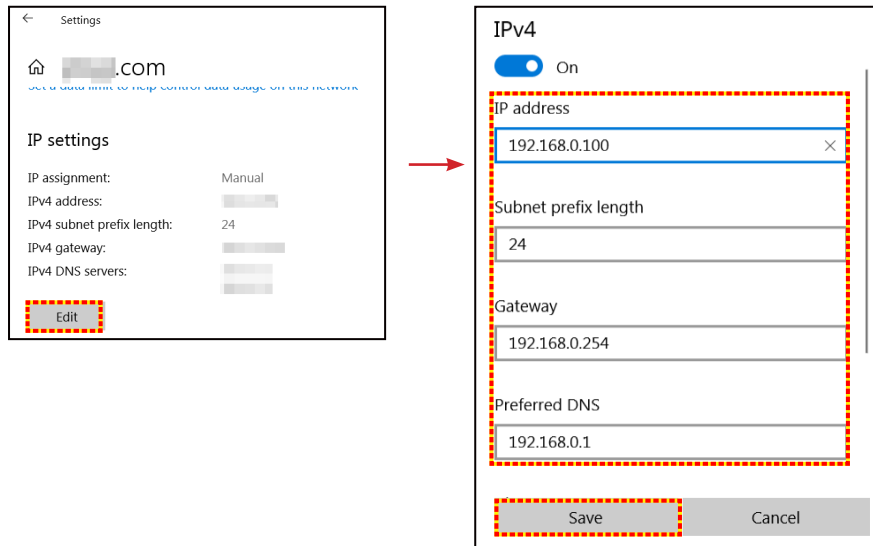 Settings
.com
Set a data limit to help control data usage on this network
IP settings
IP assignment: Manual
IPv4 address:
IPv4 subnet prefix length: 24
IPv4 gateway:
IPv4 DNS servers:
Edit
IPv4
On
IP address
192.168.0.100
Subnet prefix length
24
Gateway
192.168.0.254
Preferred DNS
192.168.0.1
Save Cancel